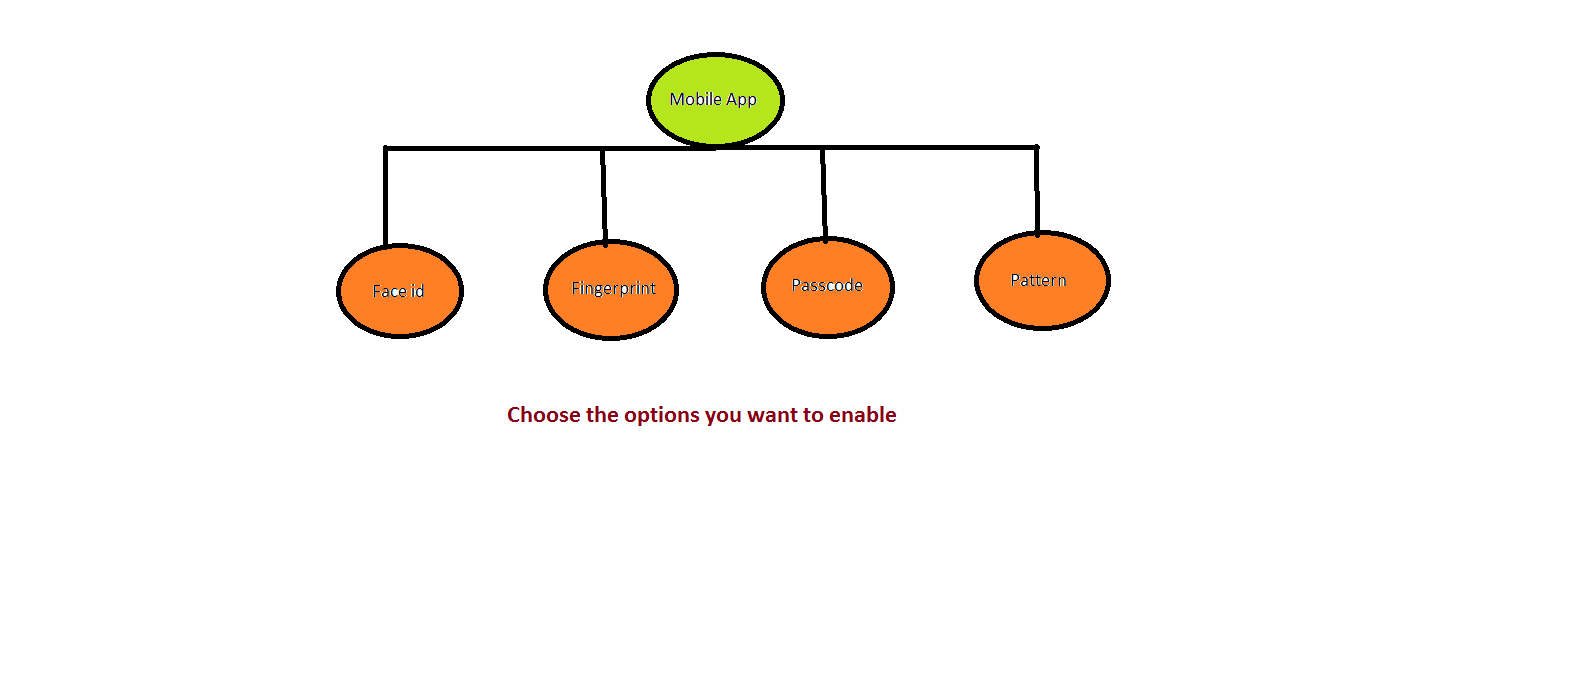 Mobile App
Face id
Fingerprint
Passcode
Pattern
Choose the options you want to enable